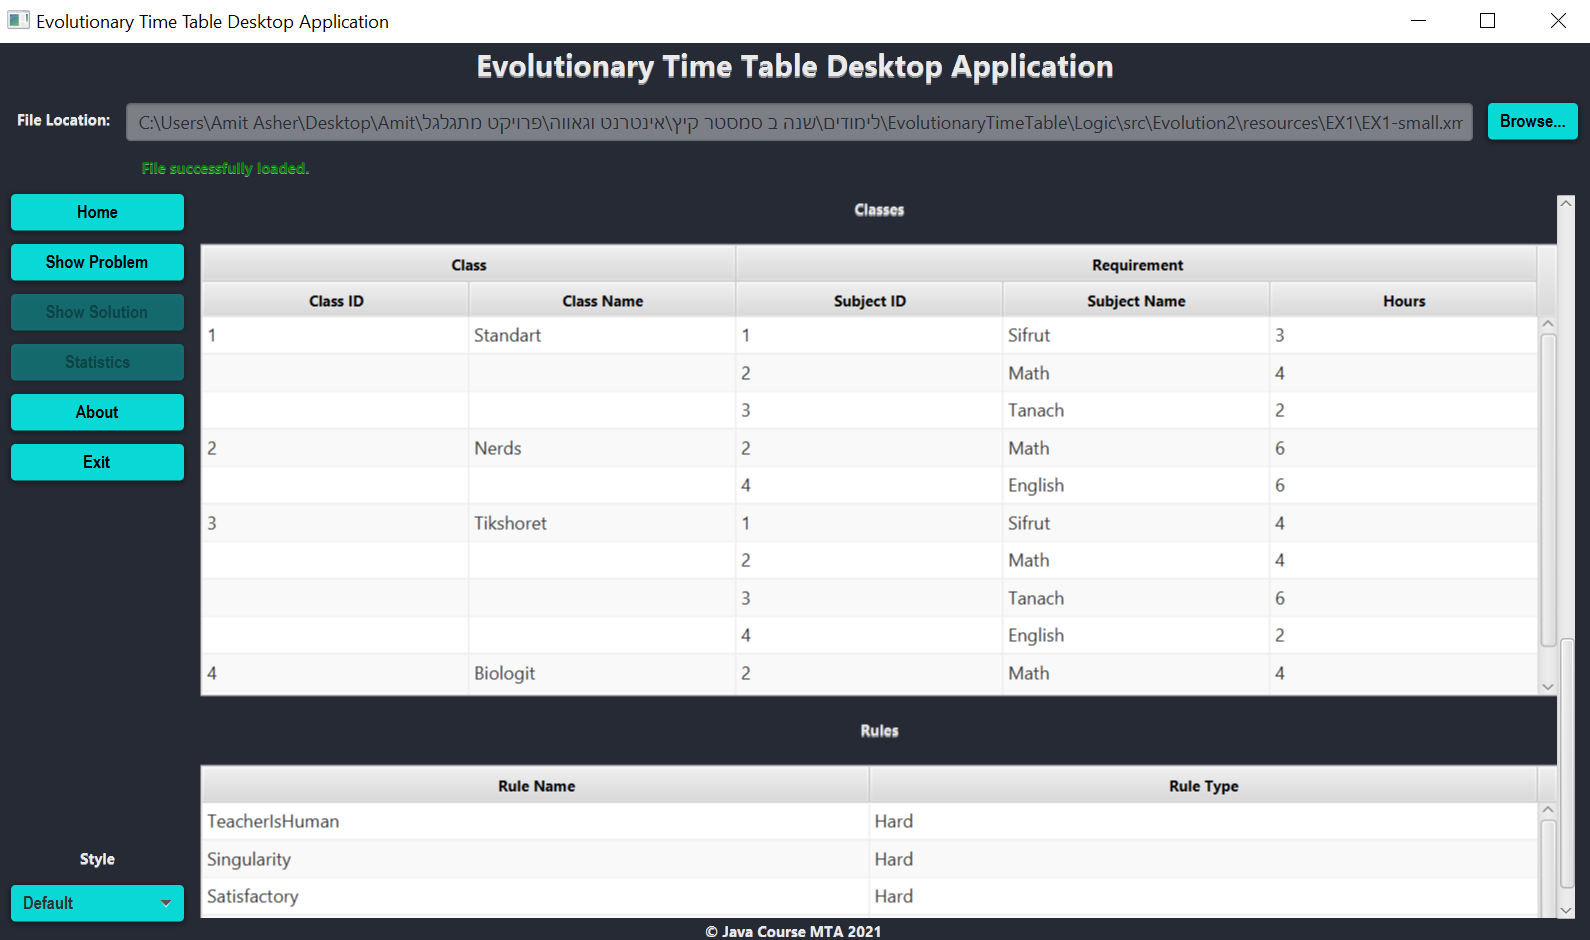 Evolutionary Time Table Desktop Application
Evolutionary Time Table Desktop Application
File Location: C:\Users\Amit Asher\Desktop\Amit\לימודים\שנה ב סמסטר קיץ\אינטרנט וגאווה\פרויקט מתגלגל\EvolutionaryTimeTable\Logic\src\Evolution2\resources\EX1\EX1-small.xm Browse...
File successfully loaded.
Home
Show Problem
Show Solution
Statistics
About
Exit
Classes
Class Requirement
Class ID Class Name Subject ID Subject Name Hours
1 Standart 1 Sifrut 3
2 Math 4
3 Tanach 2
2 Nerds 2 Math 6
4 English 6
3 Tikshoret 1 Sifrut 4
2 Math 4
3 Tanach 6
4 English 2
4 Biologit 2 Math 4
Rules
Rule Name Rule Type
TeacherIsHuman Hard
Singularity Hard
Satisfactory Hard
Style
Default
© Java Course MTA 2021